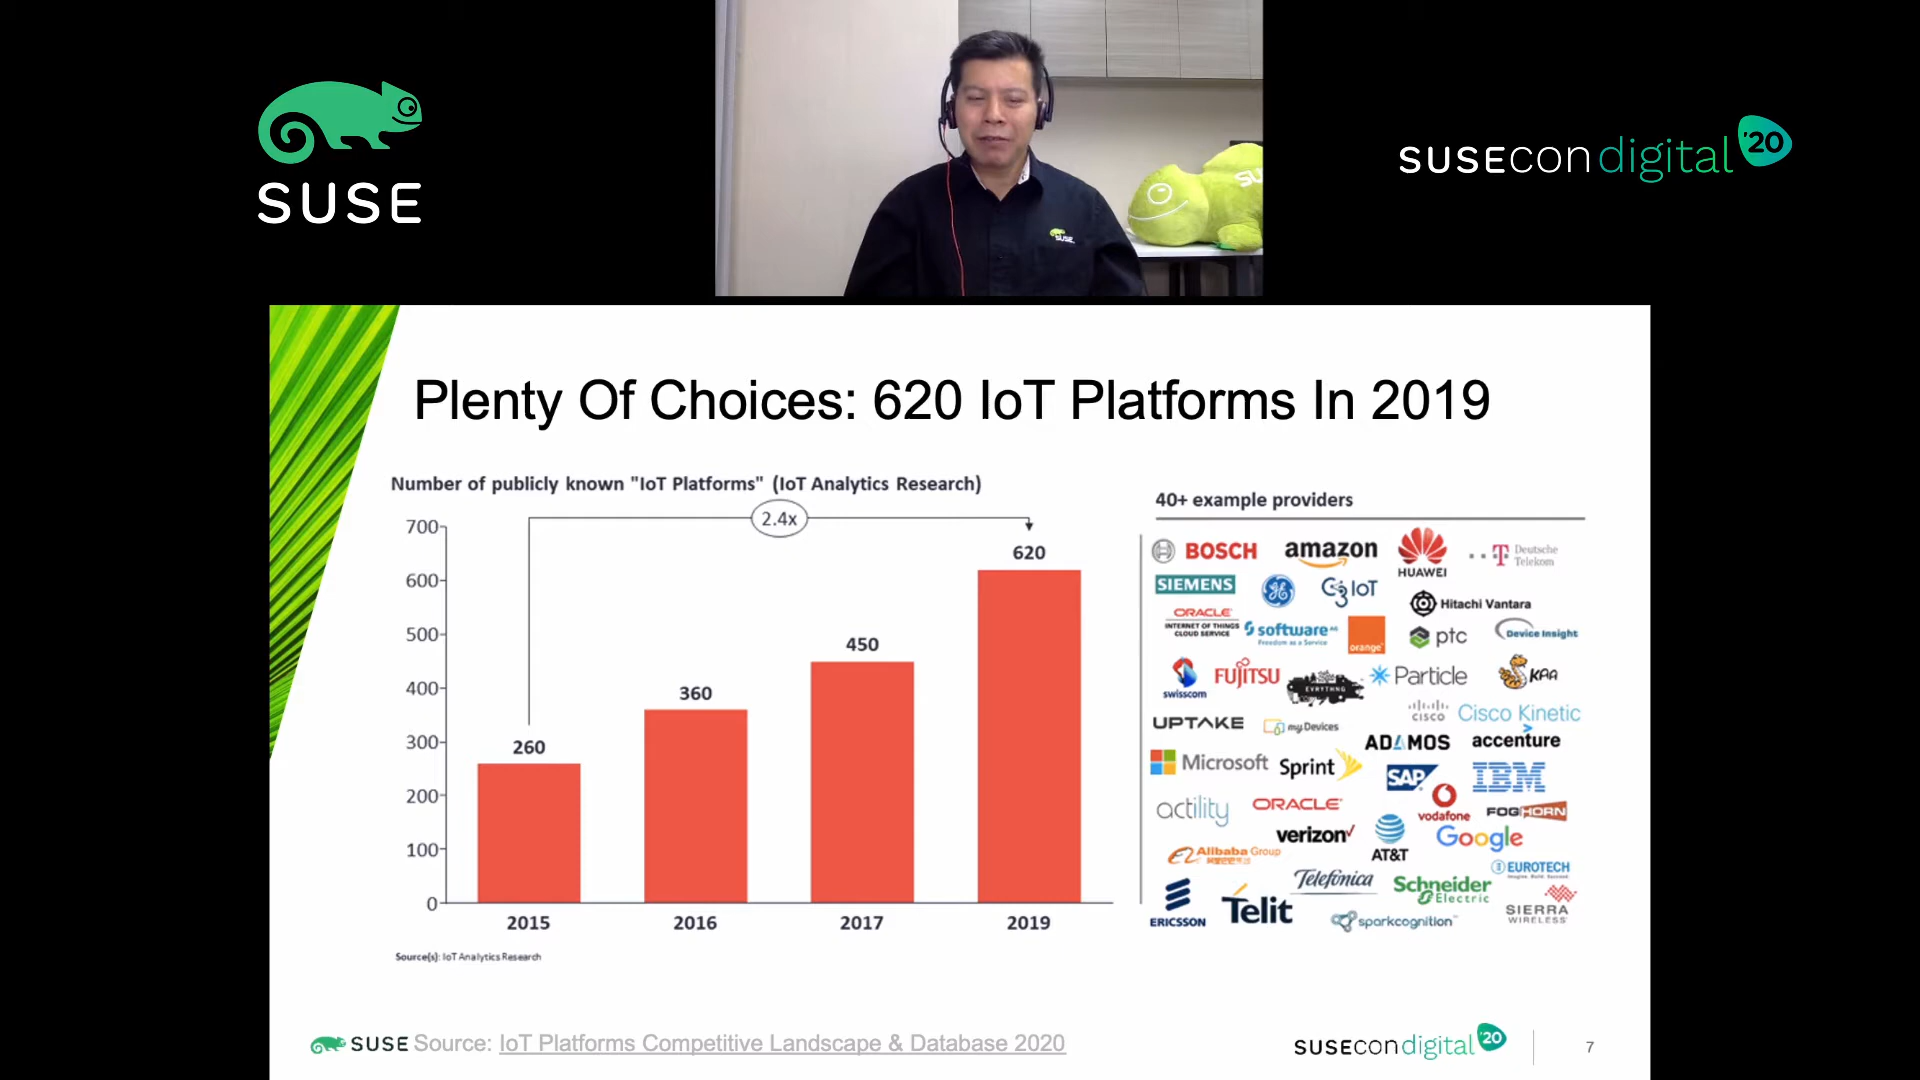 SUSE
SUSE
SUSE
SUSEcon digital '20
Plenty Of Choices: 620 IoT Platforms In 2019
Number of publicly known "IoT Platforms" (IoT Analytics Research)
2.4x
700
600
500
400
300
200
100
0
260
360
450
620
2015
2016
2017
2019
Source(s): IoT Analytics Research
40+ example providers
BOSCH
amazon
HUAWEI
T Deutsche Telekom
SIEMENS
GE
C3 IoT
Hitachi Vantara
ORACLE
INTERNET OF THINGS
CLOUD SERVICE
software AG
Freedom as a Service
orange
ptc
Device Insight
swisscom
FUJITSU
EVRYTHNG
Particle
KAA
UPTAKE
myDevices
CISCO
Cisco Kinetic
ADAMOS
accenture
Microsoft
Sprint
SAP
IBM
actility
ORACLE
vodafone
FOGHORN
verizon
AT&T
Google
Alibaba Group
EUROTECH
ERICSSON
Telit
Telefónica
Schneider
Electric
sparkcognition
SIERRA
WIRELESS
SUSE Source: IoT Platforms Competitive Landscape & Database 2020
SUSEcon digital '20
7